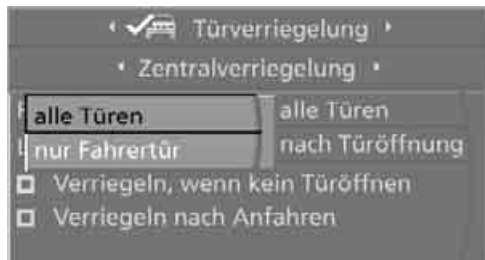 Türverriegelung
Zentralverriegelung
alle Türen alle Türen
nur Fahrertür nach Türöffnung
Verriegeln, wenn kein Türöffnen
Verriegeln nach Anfahren